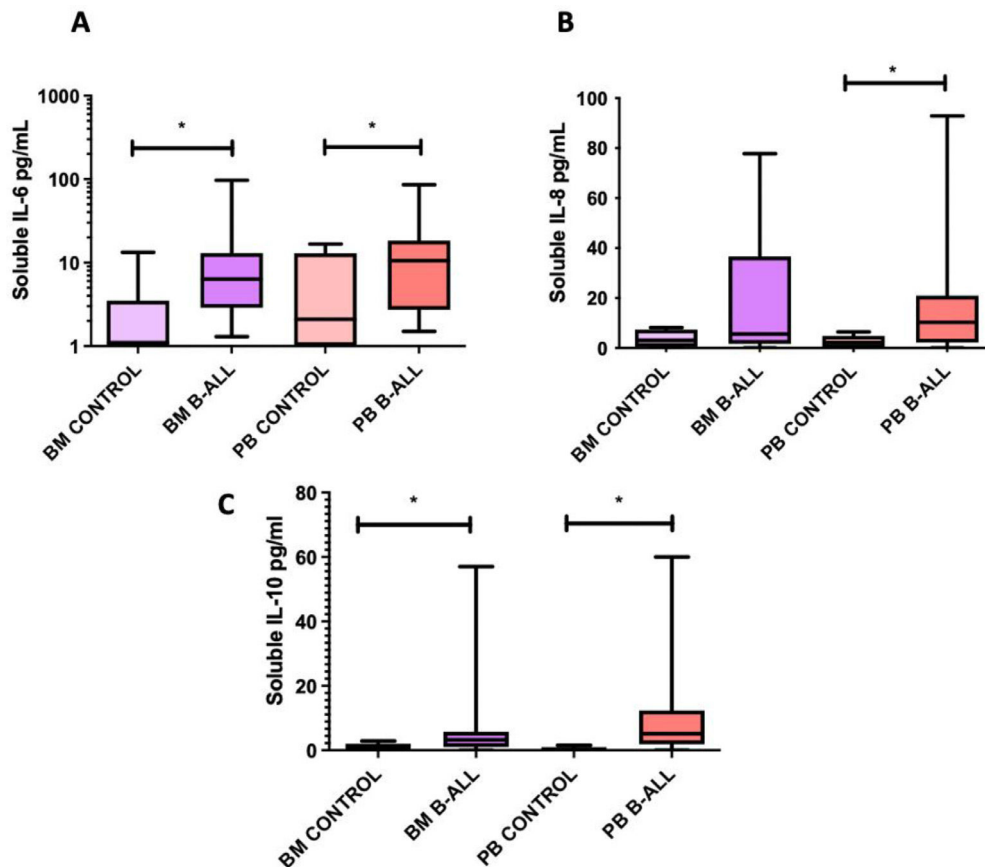 A
Soluble IL-6 pg/mL
1000
100
10
1
*
*
BM CONTROL
BM B-ALL
PB CONTROL
PB B-ALL
B
Soluble IL-8 pg/mL
100
80
60
40
20
0
*
BM CONTROL
BM B-ALL
PB CONTROL
PB B-ALL
C
Soluble IL-10 pg/ml
80
60
40
20
0
*
*
BM CONTROL
BM B-ALL
PB CONTROL
PB B-ALL